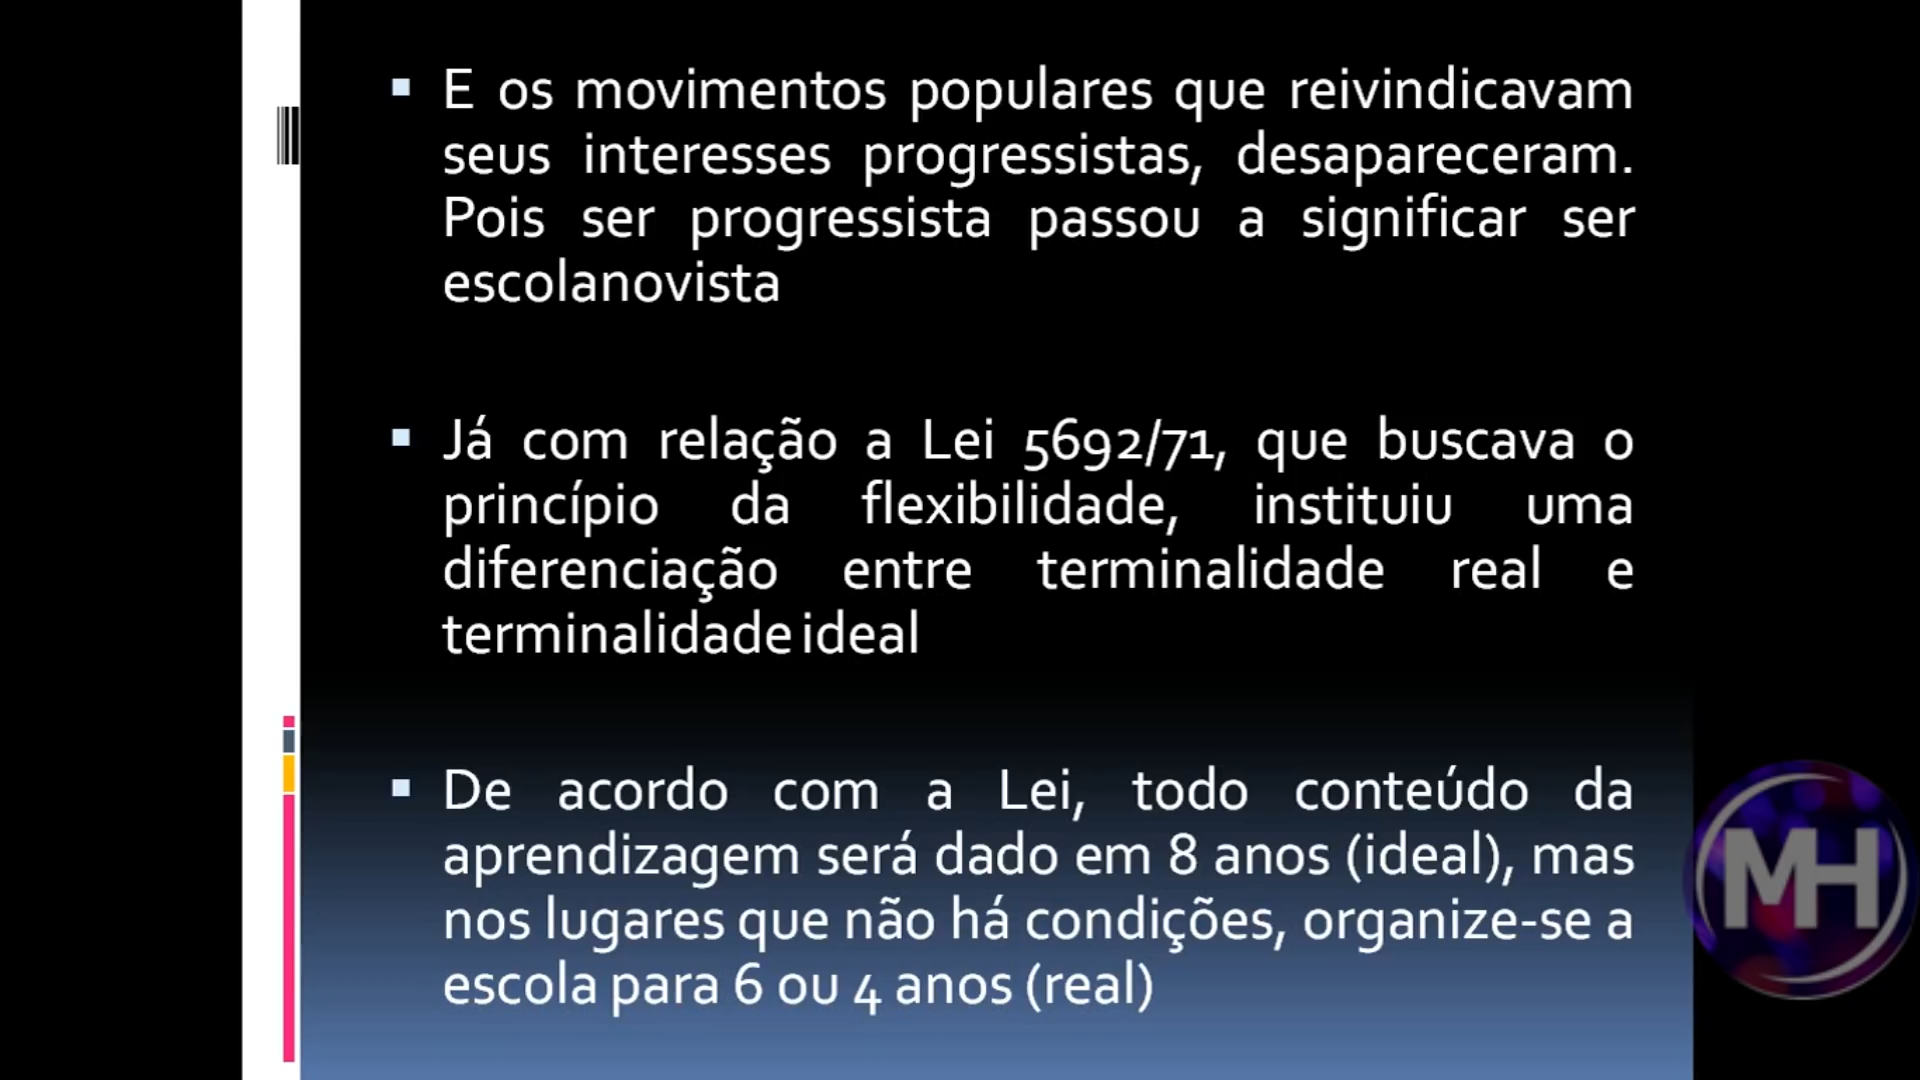 E os movimentos populares que reivindicavam
seus interesses progressistas, desapareceram.
Pois ser progressista passou a significar ser
escolanovista
Já com relação a Lei 5692/71, que buscava o
princípio da flexibilidade, instituiu uma
diferenciação entre terminalidade real e
terminalidade ideal
De acordo com a Lei, todo conteúdo da
aprendizagem será dado em 8 anos (ideal), mas
nos lugares que não há condições, organize-se a
escola para 6 ou 4 anos (real)
MH